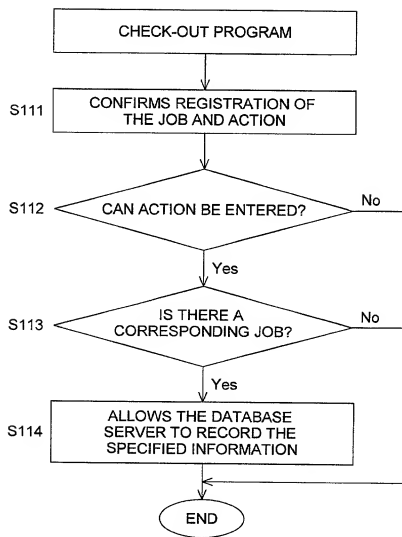 CHECK-OUT PROGRAM
S111
CONFIRMS REGISTRATION OF
THE JOB AND ACTION
S112
CAN ACTION BE ENTERED?
No
Yes
S113
IS THERE A
CORRESPONDING JOB?
No
Yes
S114
ALLOWS THE DATABASE
SERVER TO RECORD THE
SPECIFIED INFORMATION
END